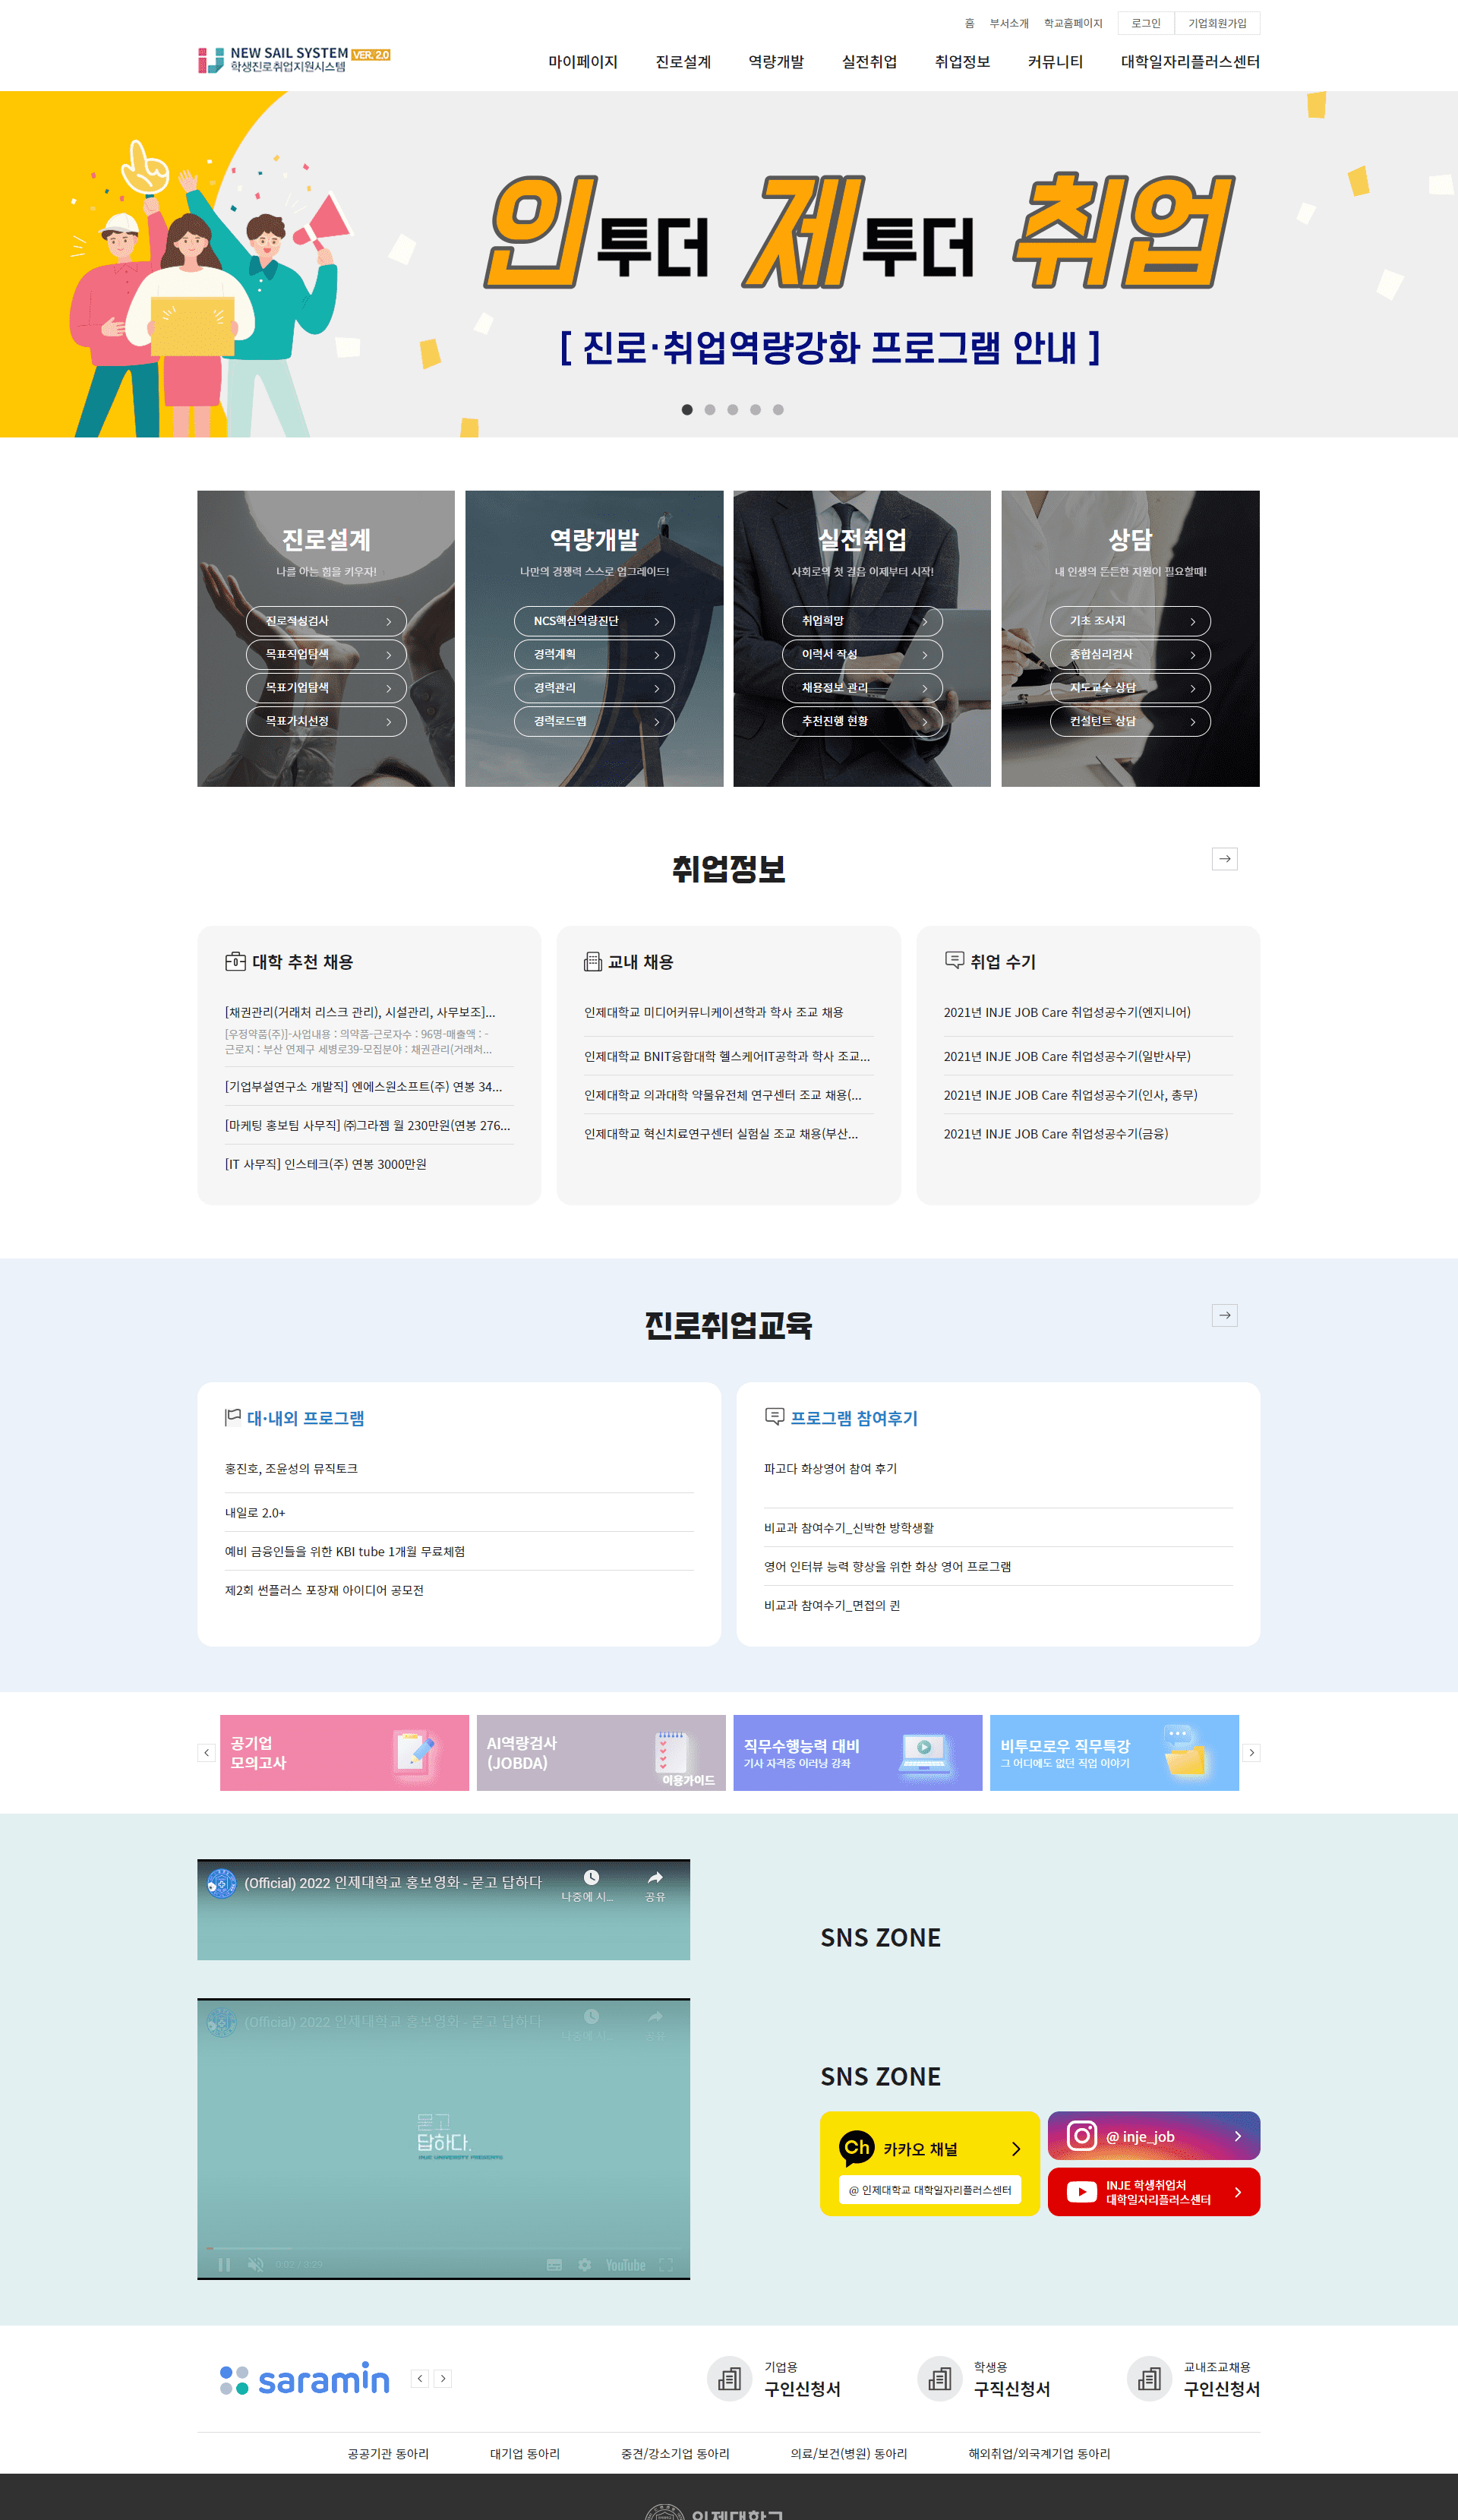 홈 부서소개 학교홈페이지 로그인 기업회원가입
NEW SAIL SYSTEM VER. 2.0
학생진로취업지원시스템
마이페이지 진로설계 역량개발 실전취업 취업정보 커뮤니티 대학일자리플러스센터
인투더 제투더 취업
[ 진로·취업역량강화 프로그램 안내 ]
진로설계
나를 아는 힘을 키우자!
진로적성검사
목표직업탐색
목표기업탐색
목표가치선정
역량개발
나만의 경쟁력 스스로 업그레이드!
NCS핵심역량진단
경력계획
경력관리
경력로드맵
실전취업
사회로의 첫 걸음 이제부터 시작!
취업희망
이력서 작성
채용정보 관리
추천진행 현황
상담
내 인생의 든든한 지원이 필요할때!
기초 조사지
종합심리검사
지도교수 상담
컨설턴트 상담
취업정보
대학 추천 채용
[채권관리(거래처 리스크 관리), 시설관리, 사무보조]...
[우정약품(주)]-사업내용 : 의약품-근로자수 : 96명-매출액 : -
근로지 : 부산 연제구 세병로39-모집분야 : 채권관리(거래처...
[기업부설연구소 개발직] 엔에스원소프트(주) 연봉 34...
[마케팅 홍보팀 사무직] ㈜그라젬 월 230만원(연봉 276...
[IT 사무직] 인스테크(주) 연봉 3000만원
교내 채용
인제대학교 미디어커뮤니케이션학과 학사 조교 채용
인제대학교 BNIT융합대학 헬스케어IT공학과 학사 조교...
인제대학교 의과대학 약물유전체 연구센터 조교 채용(...
인제대학교 혁신치료연구센터 실험실 조교 채용(부산...
취업 수기
2021년 INJE JOB Care 취업성공수기(엔지니어)
2021년 INJE JOB Care 취업성공수기(일반사무)
2021년 INJE JOB Care 취업성공수기(인사, 총무)
2021년 INJE JOB Care 취업성공수기(금융)
진로취업교육
대·내외 프로그램
홍진호, 조윤성의 뮤직토크
내일로 2.0+
예비 금융인들을 위한 KBI tube 1개월 무료체험
제2회 썬플러스 포장재 아이디어 공모전
프로그램 참여후기
파고다 화상영어 참여 후기
비교과 참여수기_신박한 방학생활
영어 인터뷰 능력 향상을 위한 화상 영어 프로그램
비교과 참여수기_면접의 퀸
공기업
모의고사
AI역량검사
(JOBDA)
이용가이드
직무수행능력 대비
기사 자격증 이러닝 강좌
비투모로우 직무특강
그 어디에도 없던 직업 이야기
(Official) 2022 인제대학교 홍보영화 - 묻고 답하다
나중에 시...
공유
SNS ZONE
(Official) 2022 인제대학교 홍보영화 - 묻고 답하다
나중에 시...
공유
묻고
답하다.
INJE UNIVERSITY PRESENTS
YouTube
SNS ZONE
Ch 카카오 채널
@ 인제대학교 대학일자리플러스센터
@ inje_job
INJE 학생취업처
대학일자리플러스센터
saramin
기업용
구인신청서
학생용
구직신청서
교내조교채용
구인신청서
공공기관 동아리 대기업 동아리 중견/강소기업 동아리 의료/보건(병원) 동아리 해외취업/외국계기업 동아리
인제대학교